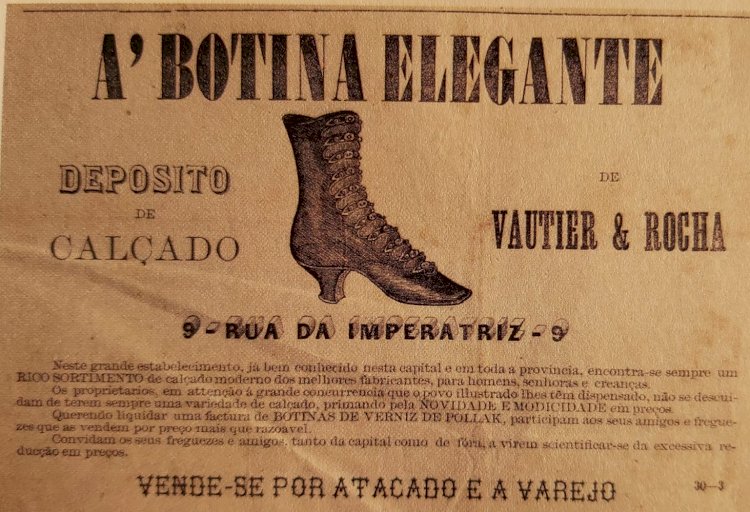 A' BOTINA ELEGANTE
DEPOSITO
DE
CALÇADO
DE
VAUTIER & ROCHA
9-RUA DA IMPERATRIZ-9
Neste grande estabelecimento, já bem conhecido nesta capital e em toda a provincia, encontra-se sempre um
RICO SORTIMENTO de calçado moderno dos melhores fabricantes, para homens, senhoras e creanças.
Os proprietarios, em attenção á grande concurrencia que o povo illustrado lhes têm dispensado, não se descui-
dam de terem sempre uma variedade de calçado, primando pela NOVIDADE E MODICIDADE em preços.
Querendo liquidar uma factura de BOTINAS DE VERNIZ DE POLLAK, participam aos seus amigos e fregue-
zes que as vendem por preço mais que razoavel.
Convidam os seus freguezes e amigos, tanto da capital como de fóra, a virem scientificar-se da excessiva re-
ducção em preços.
VENDE-SE POR ATACADO E A VAREJO
30—3